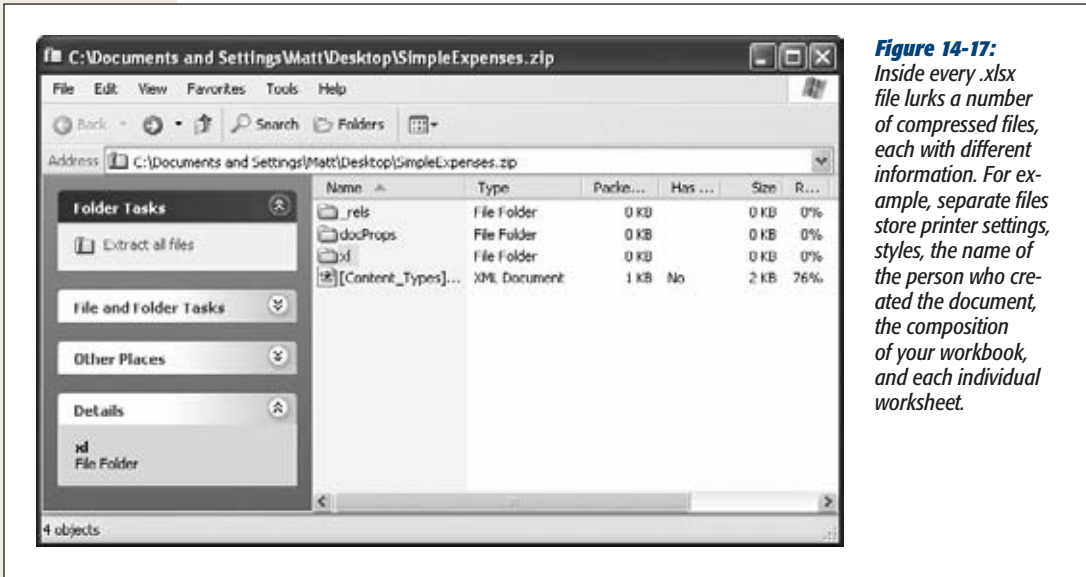 C:\Documents and Settings\Matt\Desktop\SimpleExpenses.zip
File Edit View Favorites Tools Help
Back Search Folders
Address C:\Documents and Settings\Matt\Desktop\SimpleExpenses.zip
Folder Tasks
Extract all files
File and Folder Tasks
Other Places
Details
xl
File Folder
Name Type Packe... Has ... Size R...
_rels File Folder 0 KB 0 KB 0%
docProps File Folder 0 KB 0 KB 0%
xl File Folder 0 KB 0 KB 0%
[Content_Types]... XML Document 1 KB No 2 KB 76%
4 objects
Figure 14-17:
Inside every .xlsx
file lurks a number
of compressed files,
each with different
information. For ex-
ample, separate files
store printer settings,
styles, the name of
the person who cre-
ated the document,
the composition
of your workbook,
and each individual
worksheet.